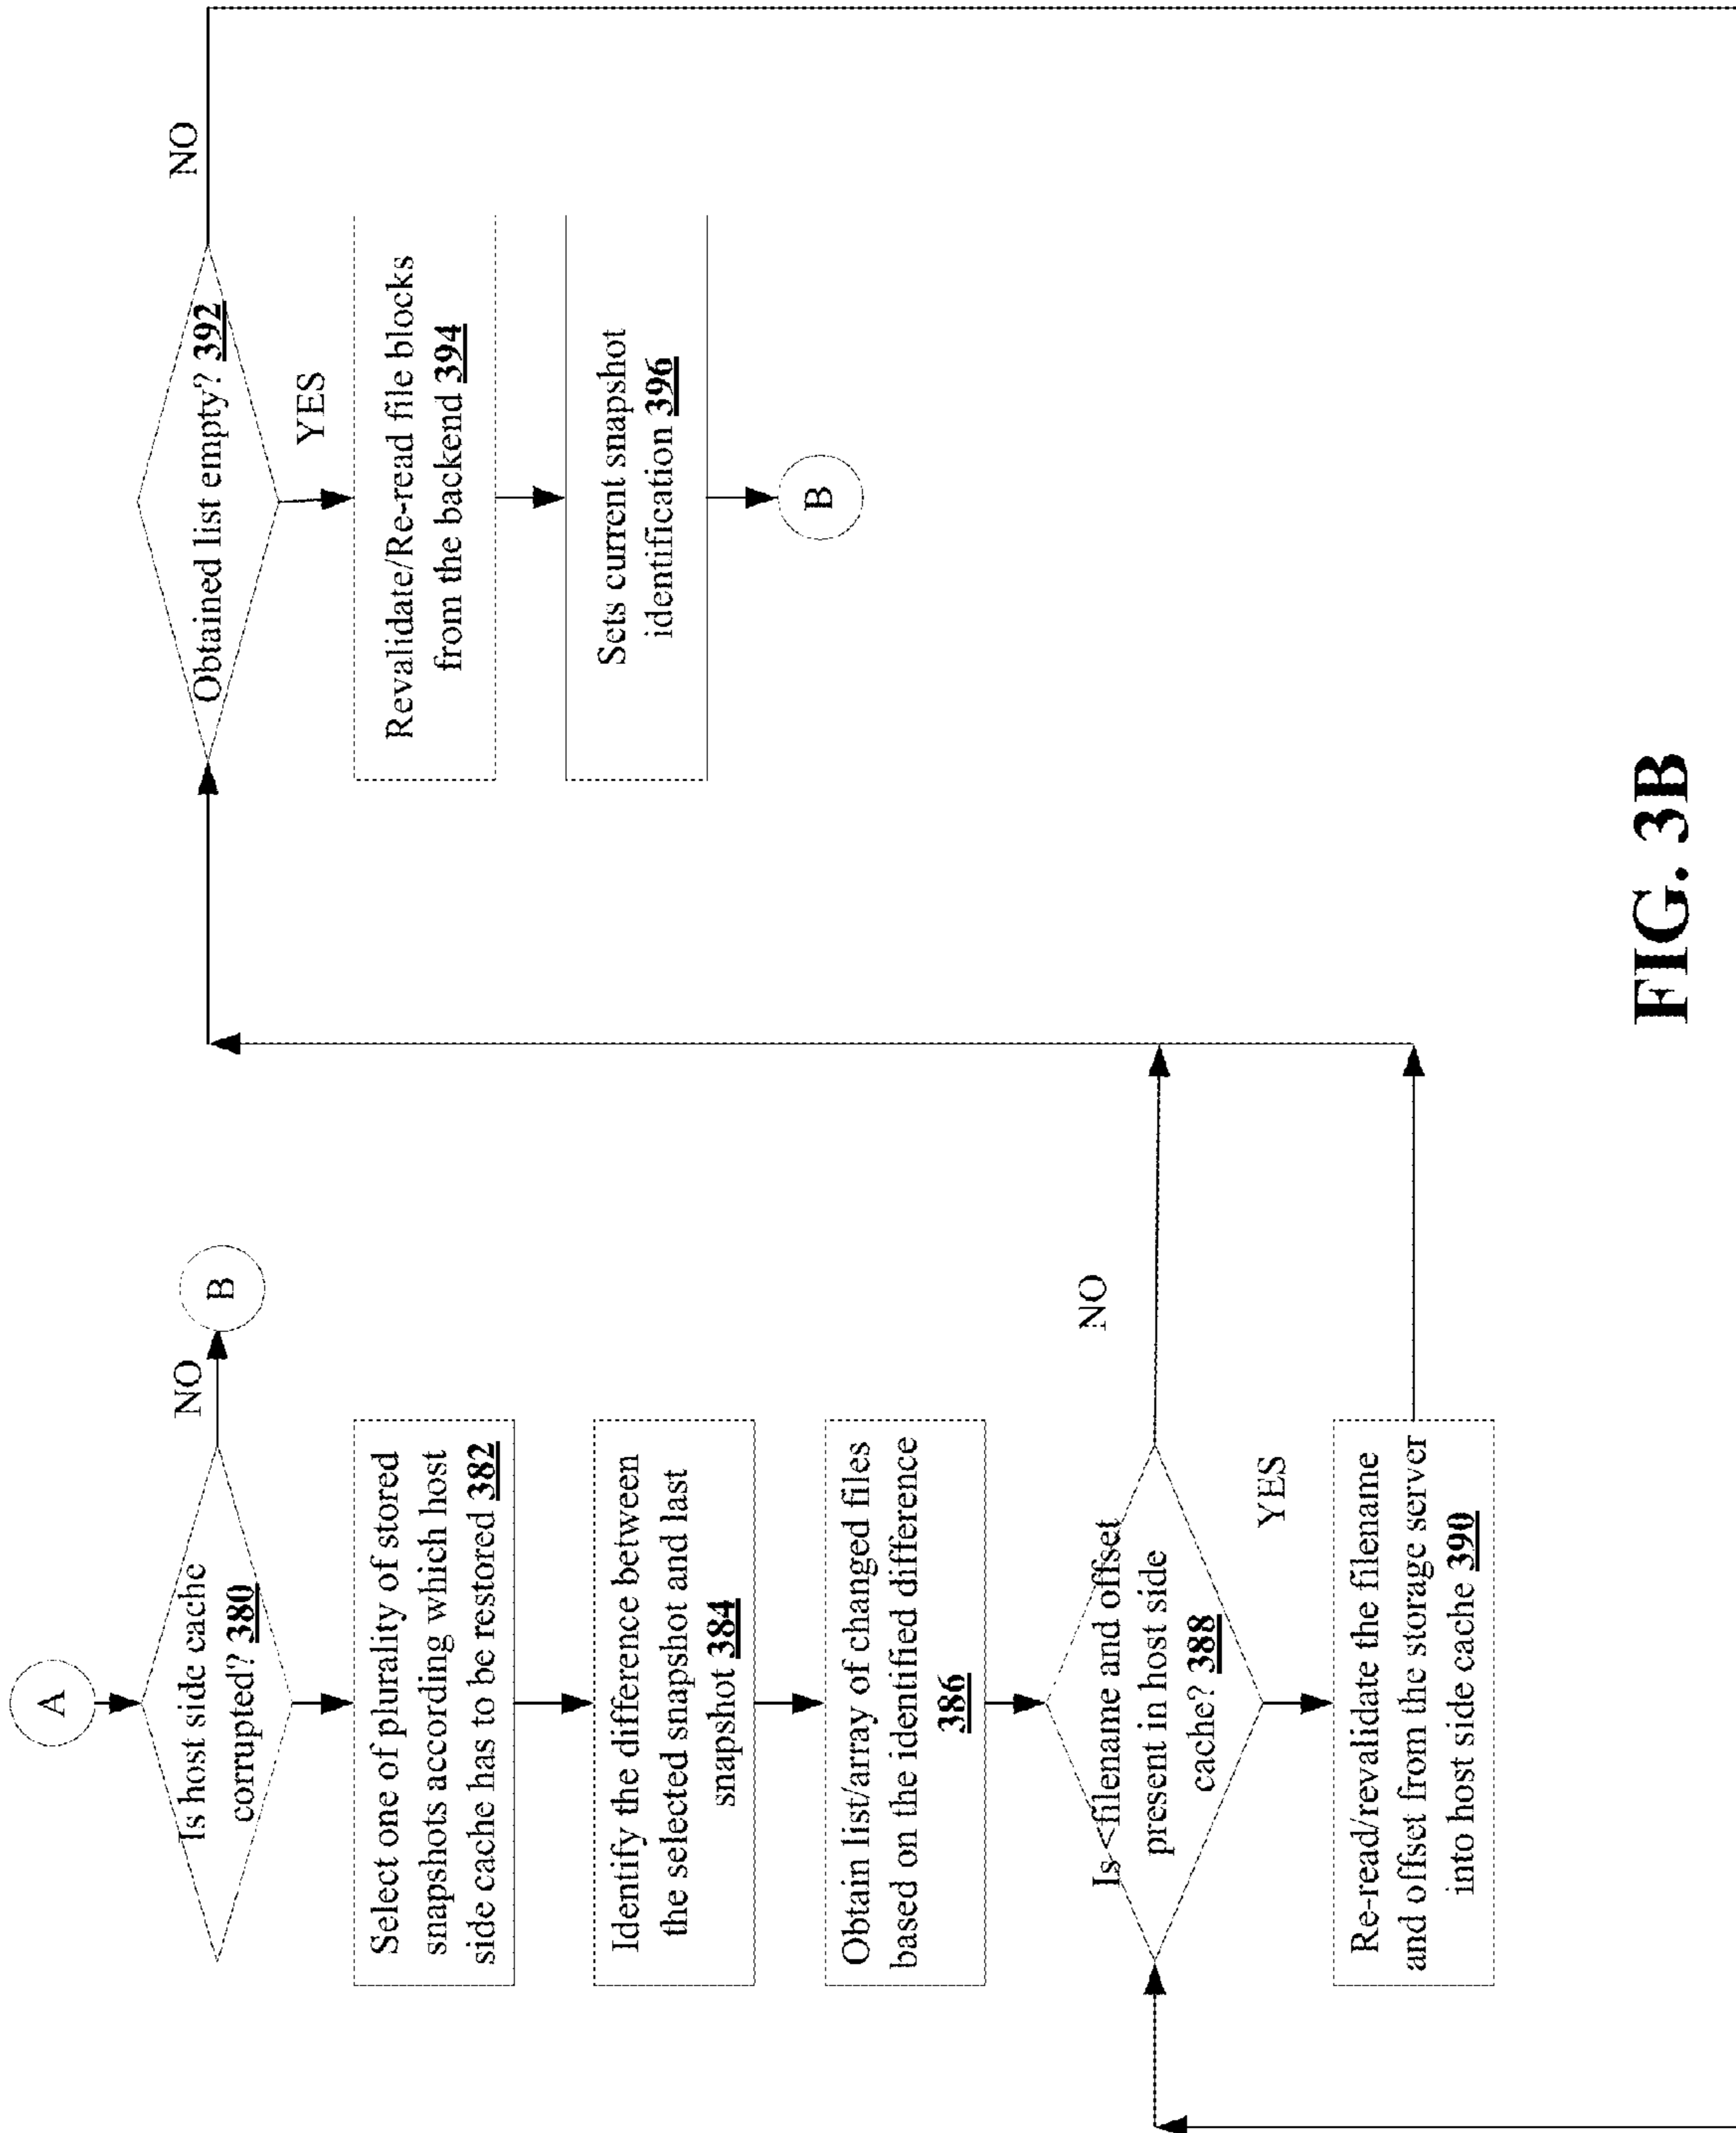 A
Is host side cache
corrupted? 380
NO
B
Select one of plurality of stored
snapshots according which host
side cache has to be restored 382
Identify the difference between
the selected snapshot and last
snapshot 384
Obtain list/array of changed files
based on the identified difference
386
Is <filename and offset
present in host side
cache? 388
NO
YES
Re-read/revalidate the filename
and offset from the storage server
into host side cache 390
Obtained list empty? 392
NO
YES
Revalidate/Re-read file blocks
from the backend 394
Sets current snapshot
identification 396
B
FIG. 3B